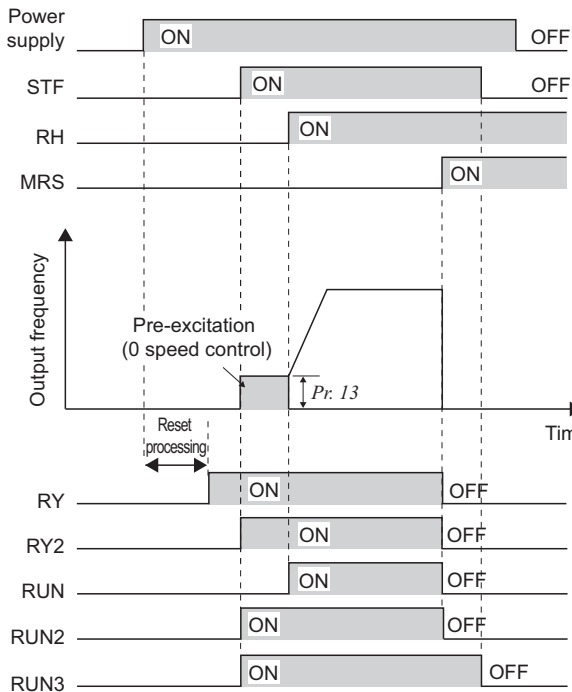 Power
supply
ON
OFF
STF
ON
OFF
RH
ON
MRS
ON
Output frequency
Pre-excitation
(0 speed control)
Pr. 13
Time
Reset
processing
RY
ON
OFF
RY2
ON
OFF
RUN
ON
OFF
RUN2
ON
OFF
RUN3
ON
OFF